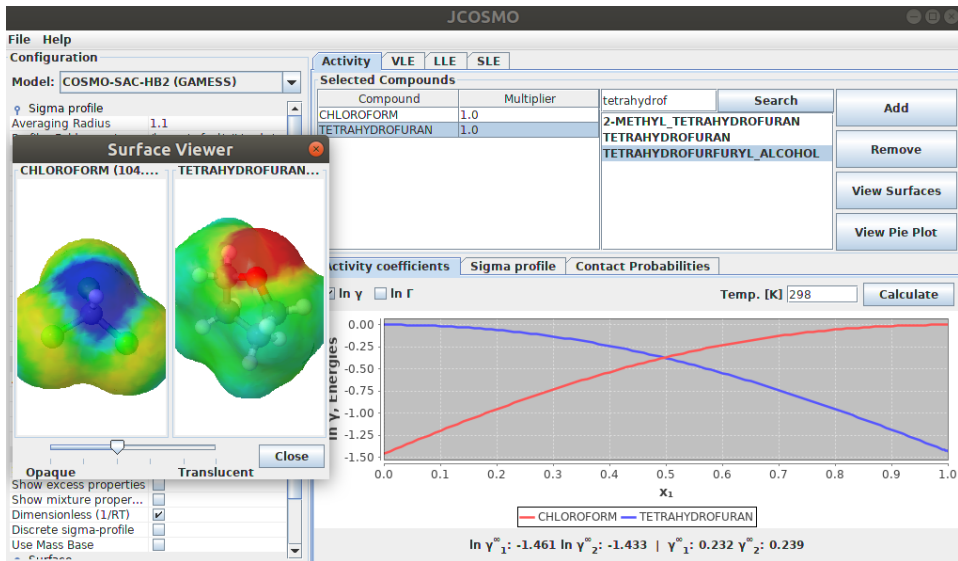 JCOSMO
File Help
Configuration
Model: COSMO-SAC-HB2 (GAMESS)
Sigma profile
Averaging Radius 1.1
Surface Viewer
CHLOROFORM (104....
TETRAHYDROFURAN...
Opaque
Translucent
Close
Show excess properties
Show mixture proper...
Dimensionless (1/RT)
Discrete sigma-profile
Use Mass Base
Activity VLE LLE SLE
Selected Compounds
Compound Multiplier
CHLOROFORM 1.0
TETRAHYDROFURAN 1.0
tetrahydrof Search
2-METHYL_TETRAHYDROFURAN
TETRAHYDROFURAN
TETRAHYDROFURFURYL_ALCOHOL
Add
Remove
View Surfaces
View Pie Plot
Activity coefficients Sigma profile Contact Probabilities
ln γ ln Γ Temp. [K] 298 Calculate
ln γ, Energies
0.00
-0.25
-0.50
-0.75
-1.00
-1.25
-1.50
0.0 0.1 0.2 0.3 0.4 0.5 0.6 0.7 0.8 0.9 1.0
x₁
CHLOROFORM TETRAHYDROFURAN
ln γ^∞₁: -1.461 ln γ^∞₂: -1.433 | γ^∞₁: 0.232 γ^∞₂: 0.239